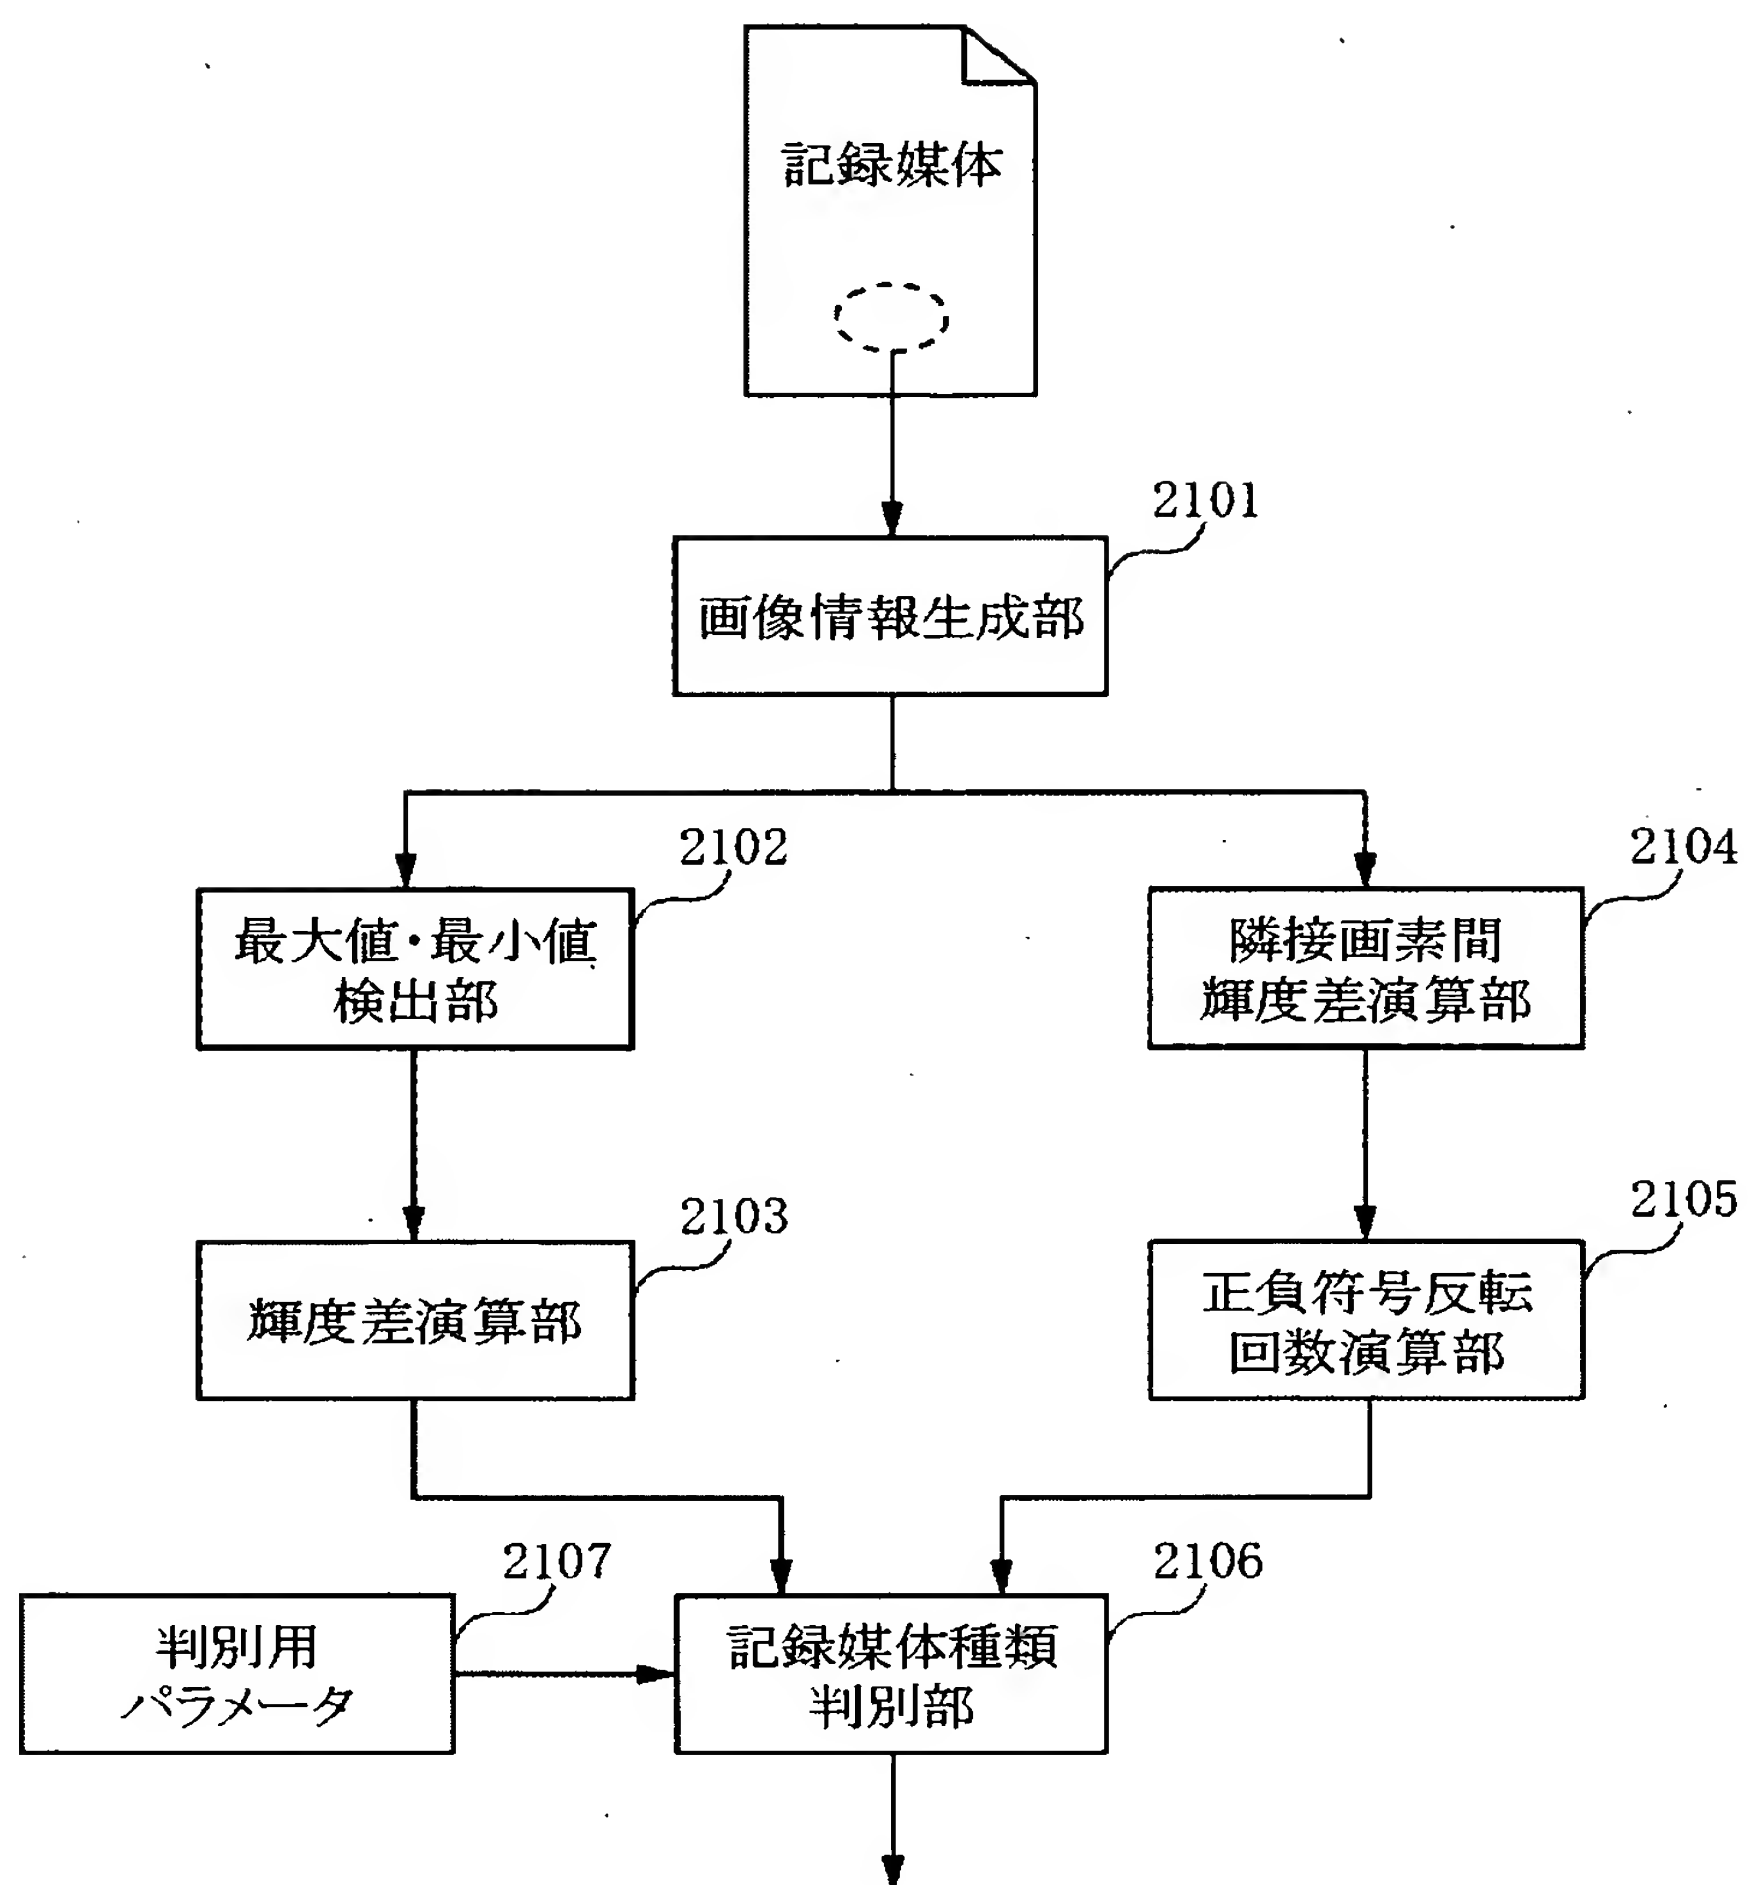 記録媒体
2101
画像情報生成部
2102
最大値・最小値
検出部
2104
隣接画素間
輝度差演算部
2103
輝度差演算部
2105
正負符号反転
回数演算部
2107
判別用
パラメータ
2106
記録媒体種類
判別部